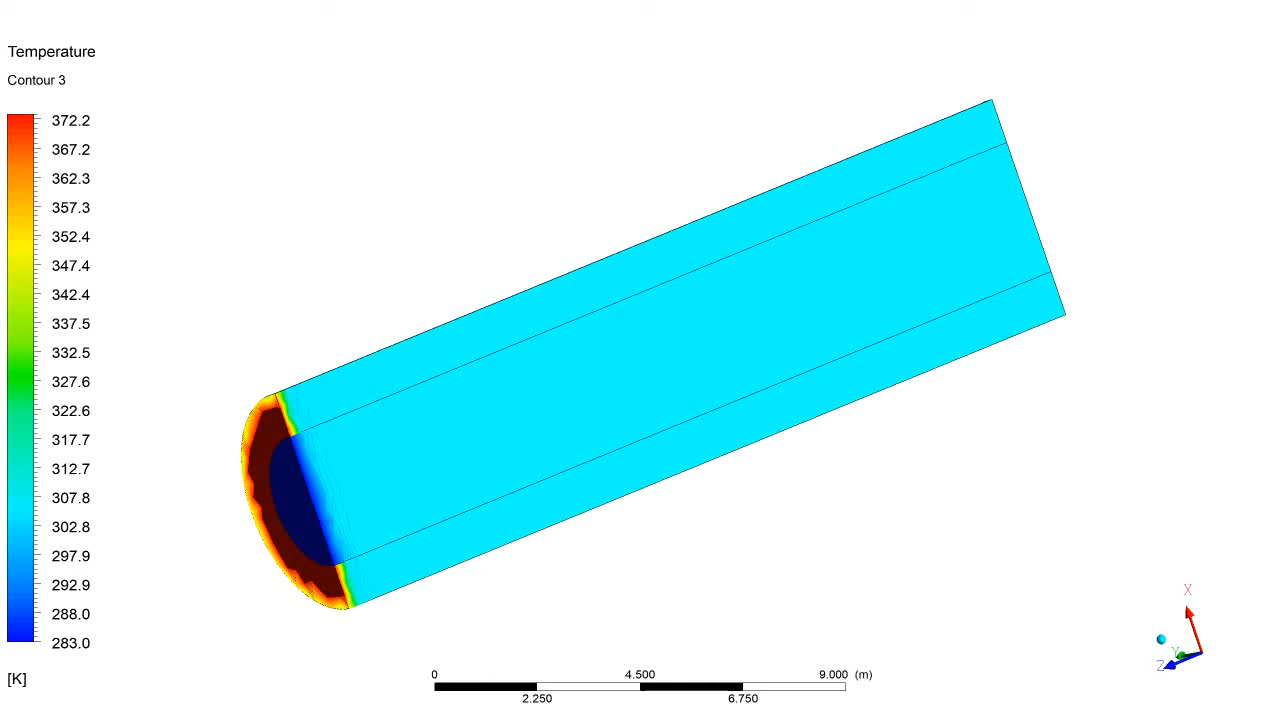 Temperature
Contour 3
372.2
367.2
362.3
357.3
352.4
347.4
342.4
337.5
332.5
327.6
322.6
317.7
312.7
307.8
302.8
297.9
292.9
288.0
283.0
[K]
0 4.500 9.000 (m)
2.250 6.750
X
Y
Z